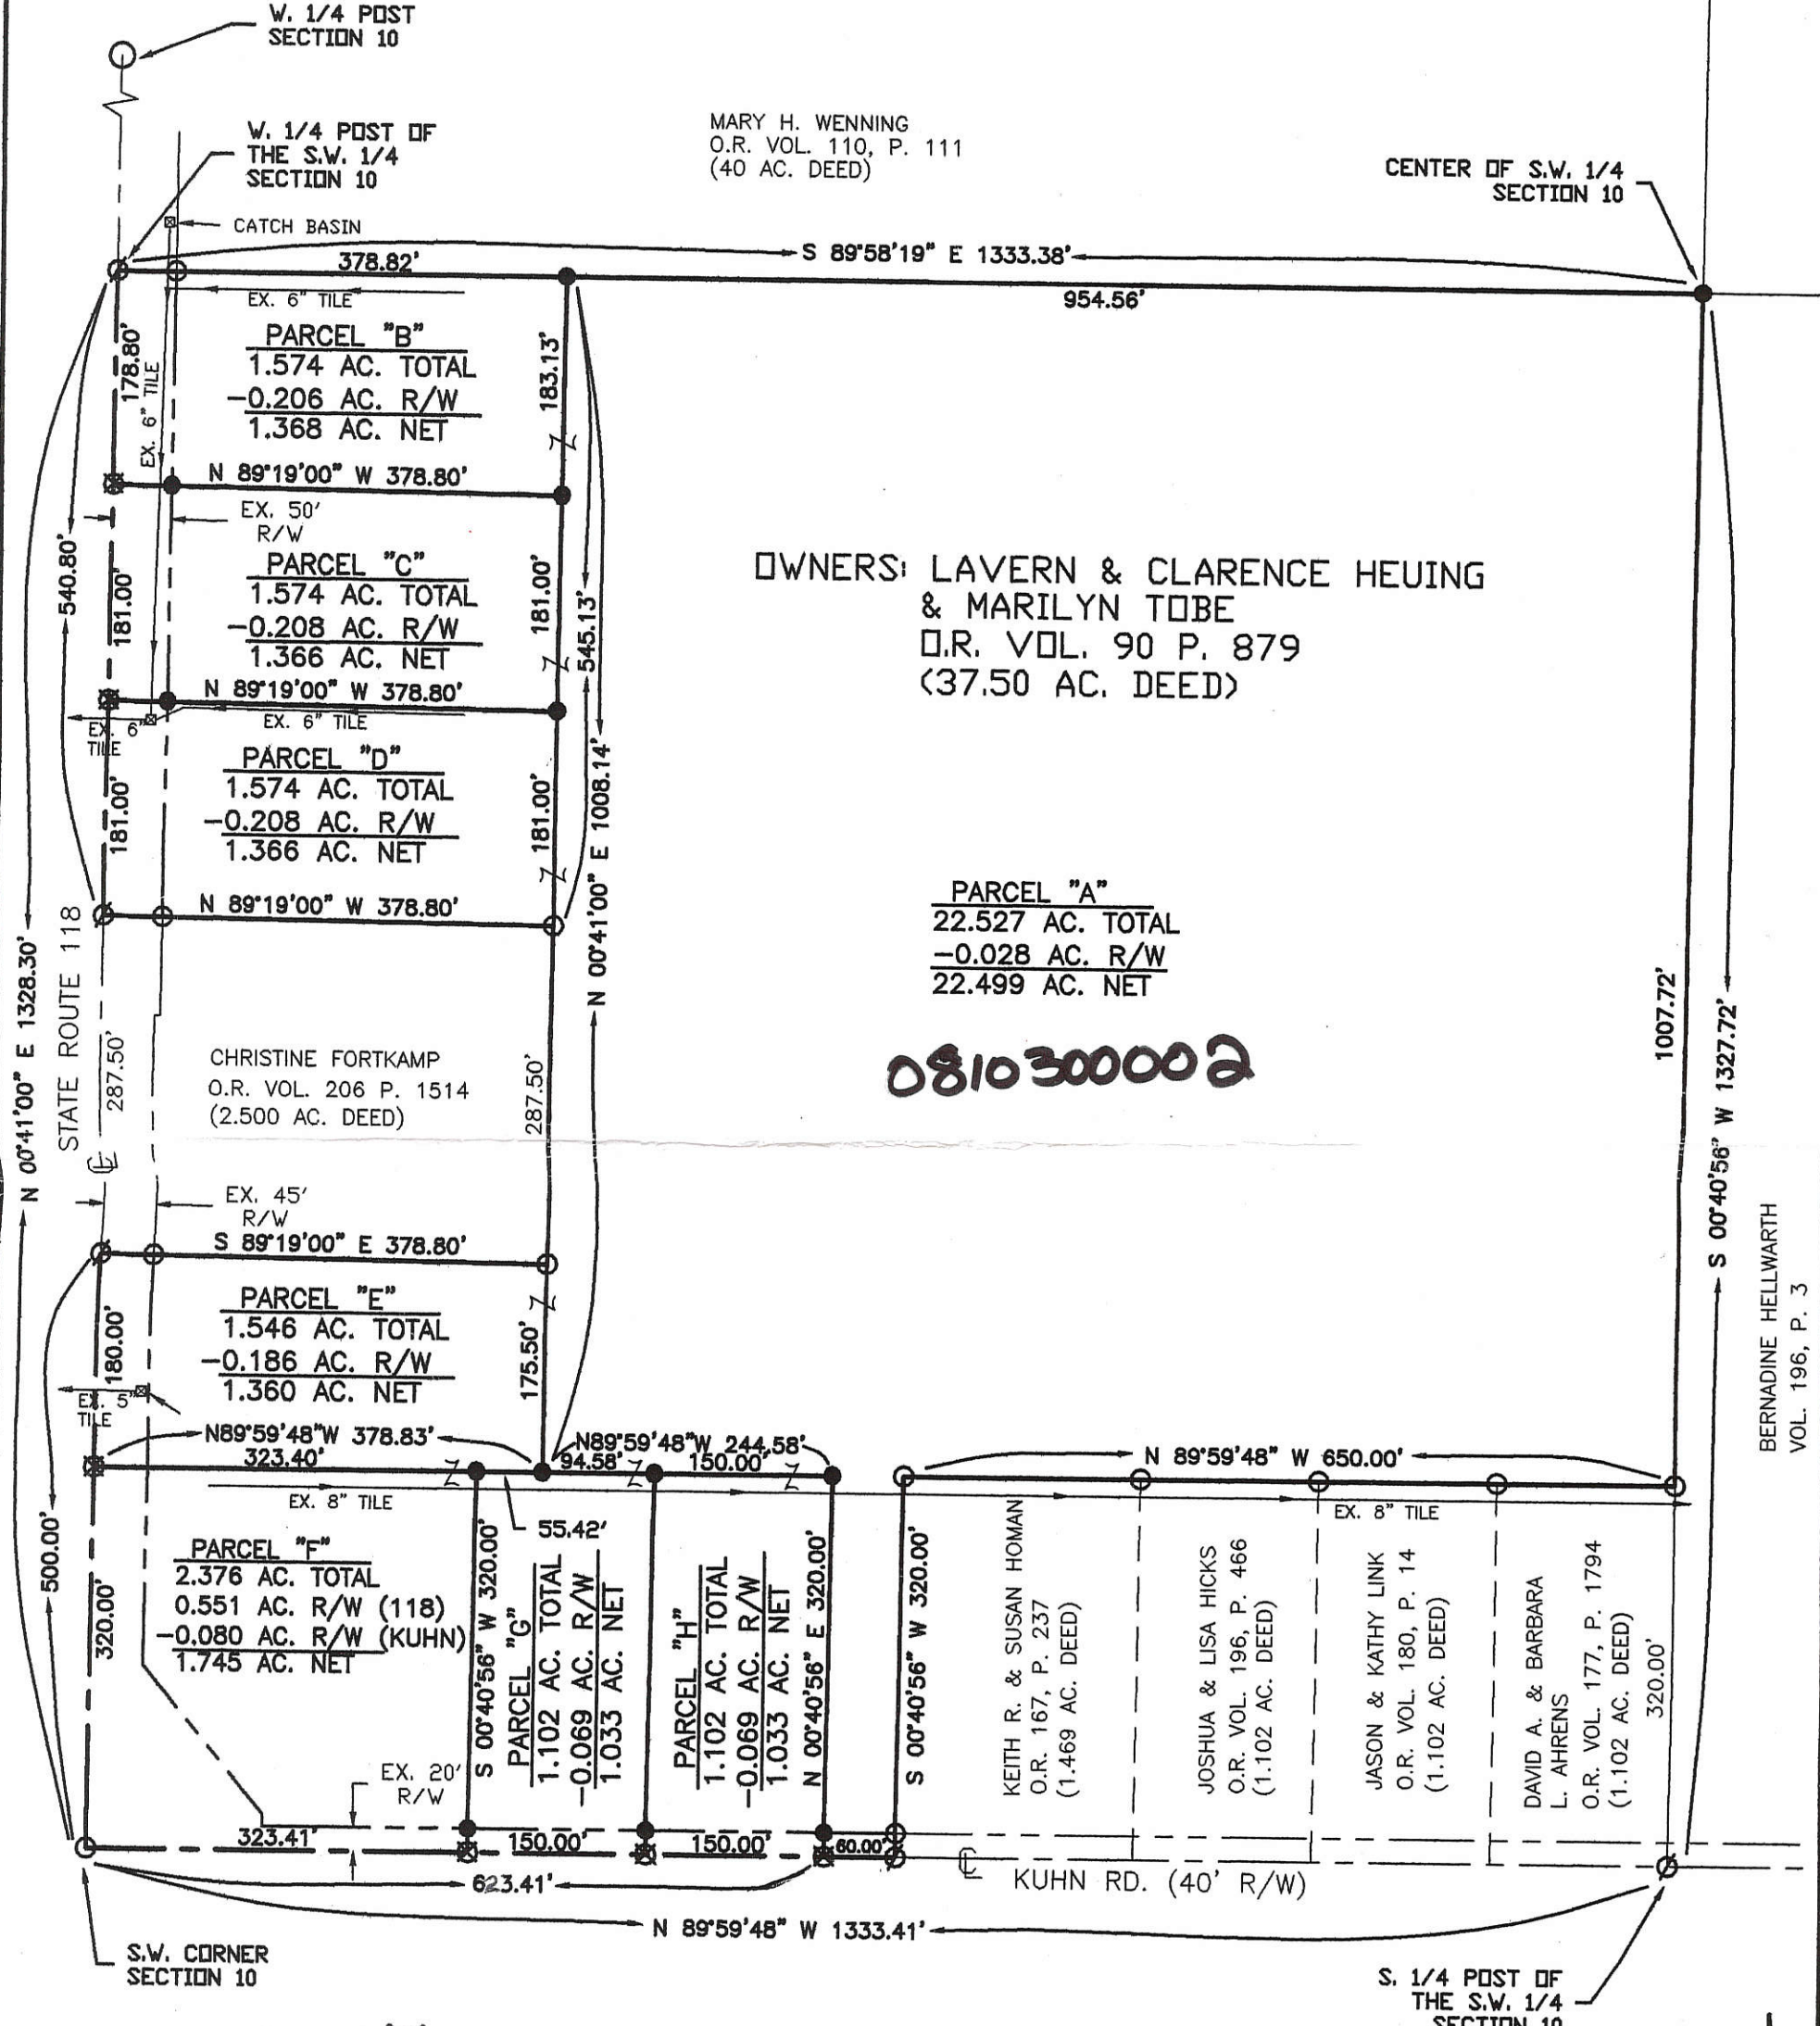 W. 1/4 POST
SECTION 10
W. 1/4 POST OF
THE S.W. 1/4
SECTION 10
MARY H. WENNING
O.R. VOL. 110, P. 111
(40 AC. DEED)
CENTER OF S.W. 1/4
SECTION 10
CATCH BASIN
S 89°58'19" E 1333.38'
378.82'
954.56'
EX. 6" TILE
178.80'
EX. 6" TILE
PARCEL "B"
1.574 AC. TOTAL
-0.206 AC. R/W
1.368 AC. NET
183.13'
N 89°19'00" W 378.80'
EX. 50'
R/W
540.80'
181.00'
PARCEL "C"
1.574 AC. TOTAL
-0.208 AC. R/W
1.366 AC. NET
181.00'
545.13'
OWNERS: LAVERN & CLARENCE HEUING
& MARILYN TOBE
O.R. VOL. 90 P. 879
(37.50 AC. DEED)
N 89°19'00" W 378.80'
EX. 6" TILE
EX. 6"
TILE
181.00'
PARCEL "D"
1.574 AC. TOTAL
-0.208 AC. R/W
1.366 AC. NET
181.00'
N 00°41'00" E 1008.14'
N 89°19'00" W 378.80'
PARCEL "A"
22.527 AC. TOTAL
-0.028 AC. R/W
22.499 AC. NET
0810300002
N 00°41'00" E 1328.30'
STATE ROUTE 118
287.50'
CHRISTINE FORTKAMP
O.R. VOL. 206 P. 1514
(2.500 AC. DEED)
287.50'
1007.72'
S 00°40'56" W 1327.72'
BERNADINE HELLWARTH
VOL. 196, P. 3
EX. 45'
R/W
S 89°19'00" E 378.80'
180.00'
PARCEL "E"
1.546 AC. TOTAL
-0.186 AC. R/W
1.360 AC. NET
175.50'
EX. 5"
TILE
N89°59'48"W 378.83'
N89°59'48"W 244.58'
N 89°59'48" W 650.00'
323.40'
94.58'
150.00'
EX. 8" TILE
EX. 8" TILE
55.42'
500.00'
320.00'
PARCEL "F"
2.376 AC. TOTAL
0.551 AC. R/W (118)
-0.080 AC. R/W (KUHN)
1.745 AC. NET
S 00°40'56" W 320.00'
PARCEL "G"
1.102 AC. TOTAL
-0.069 AC. R/W
1.033 AC. NET
PARCEL "H"
1.102 AC. TOTAL
-0.069 AC. R/W
1.033 AC. NET
N 00°40'56" E 320.00'
S 00°40'56" W 320.00'
KEITH R. & SUSAN HOMAN
O.R. 167, P. 237
(1.469 AC. DEED)
JOSHUA & LISA HICKS
O.R. VOL. 196, P. 466
(1.102 AC. DEED)
JASON & KATHY LINK
O.R. VOL. 180, P. 14
(1.102 AC. DEED)
DAVID A. & BARBARA
L. AHRENS
O.R. VOL. 177, P. 1794
(1.102 AC. DEED)
320.00'
EX. 20'
R/W
323.41'
150.00'
150.00'
60.00'
623.41'
KUHN RD. (40' R/W)
N 89°59'48" W 1333.41'
S.W. CORNER
SECTION 10
S. 1/4 POST OF
THE S.W. 1/4
SECTION 10